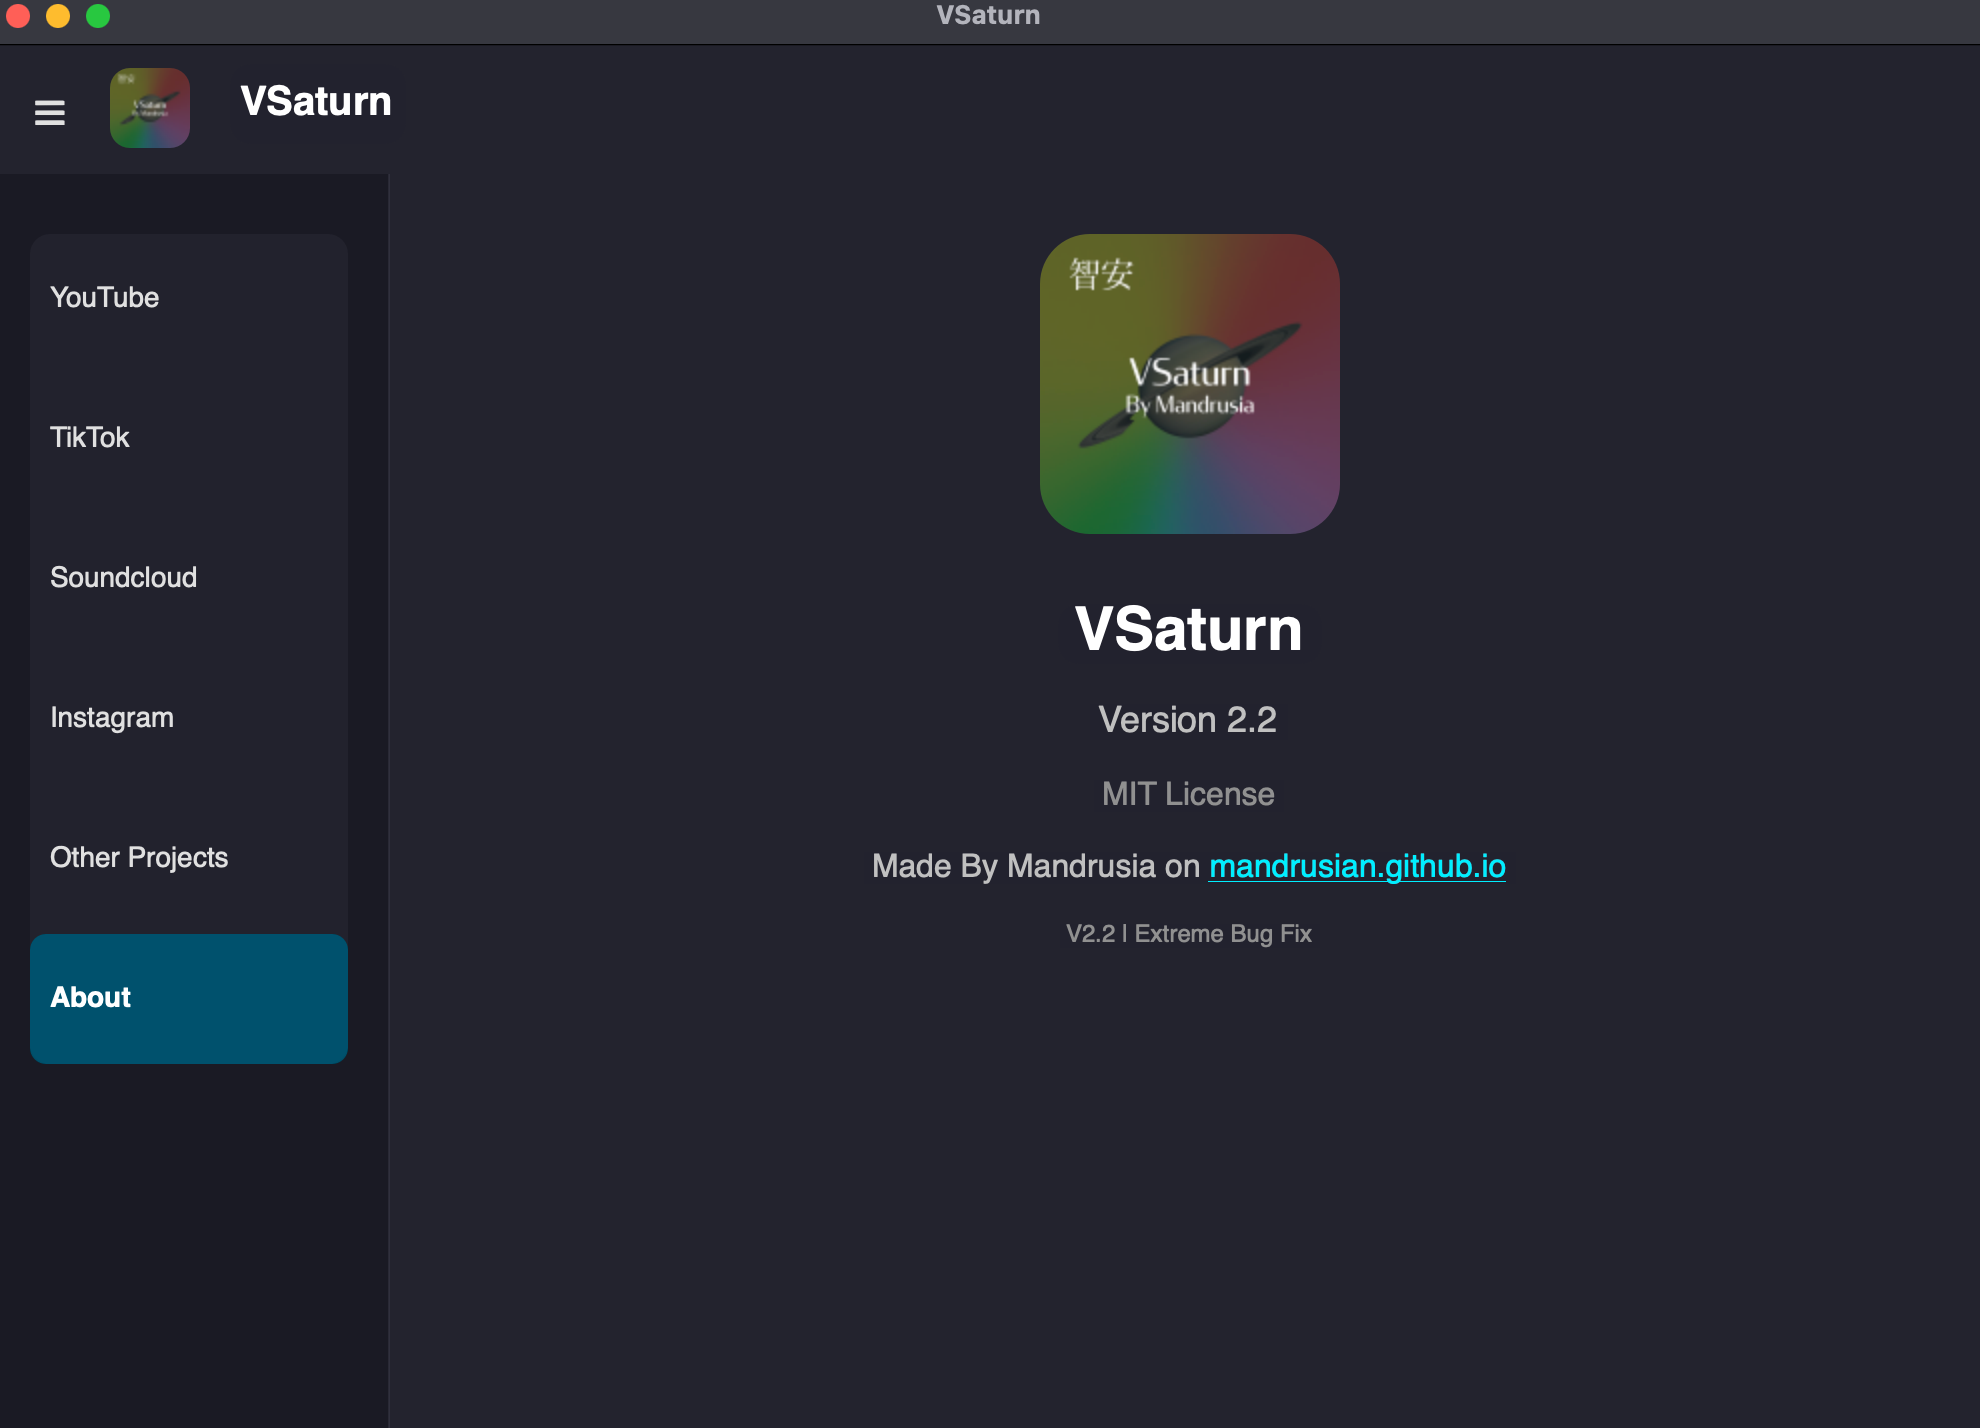 VSaturn
VSaturn
YouTube
TikTok
Soundcloud
Instagram
Other Projects
About
智安
VSaturn
By Mandrusia
VSaturn
Version 2.2
MIT License
Made By Mandrusia on mandrusian.github.io
V2.2 | Extreme Bug Fix